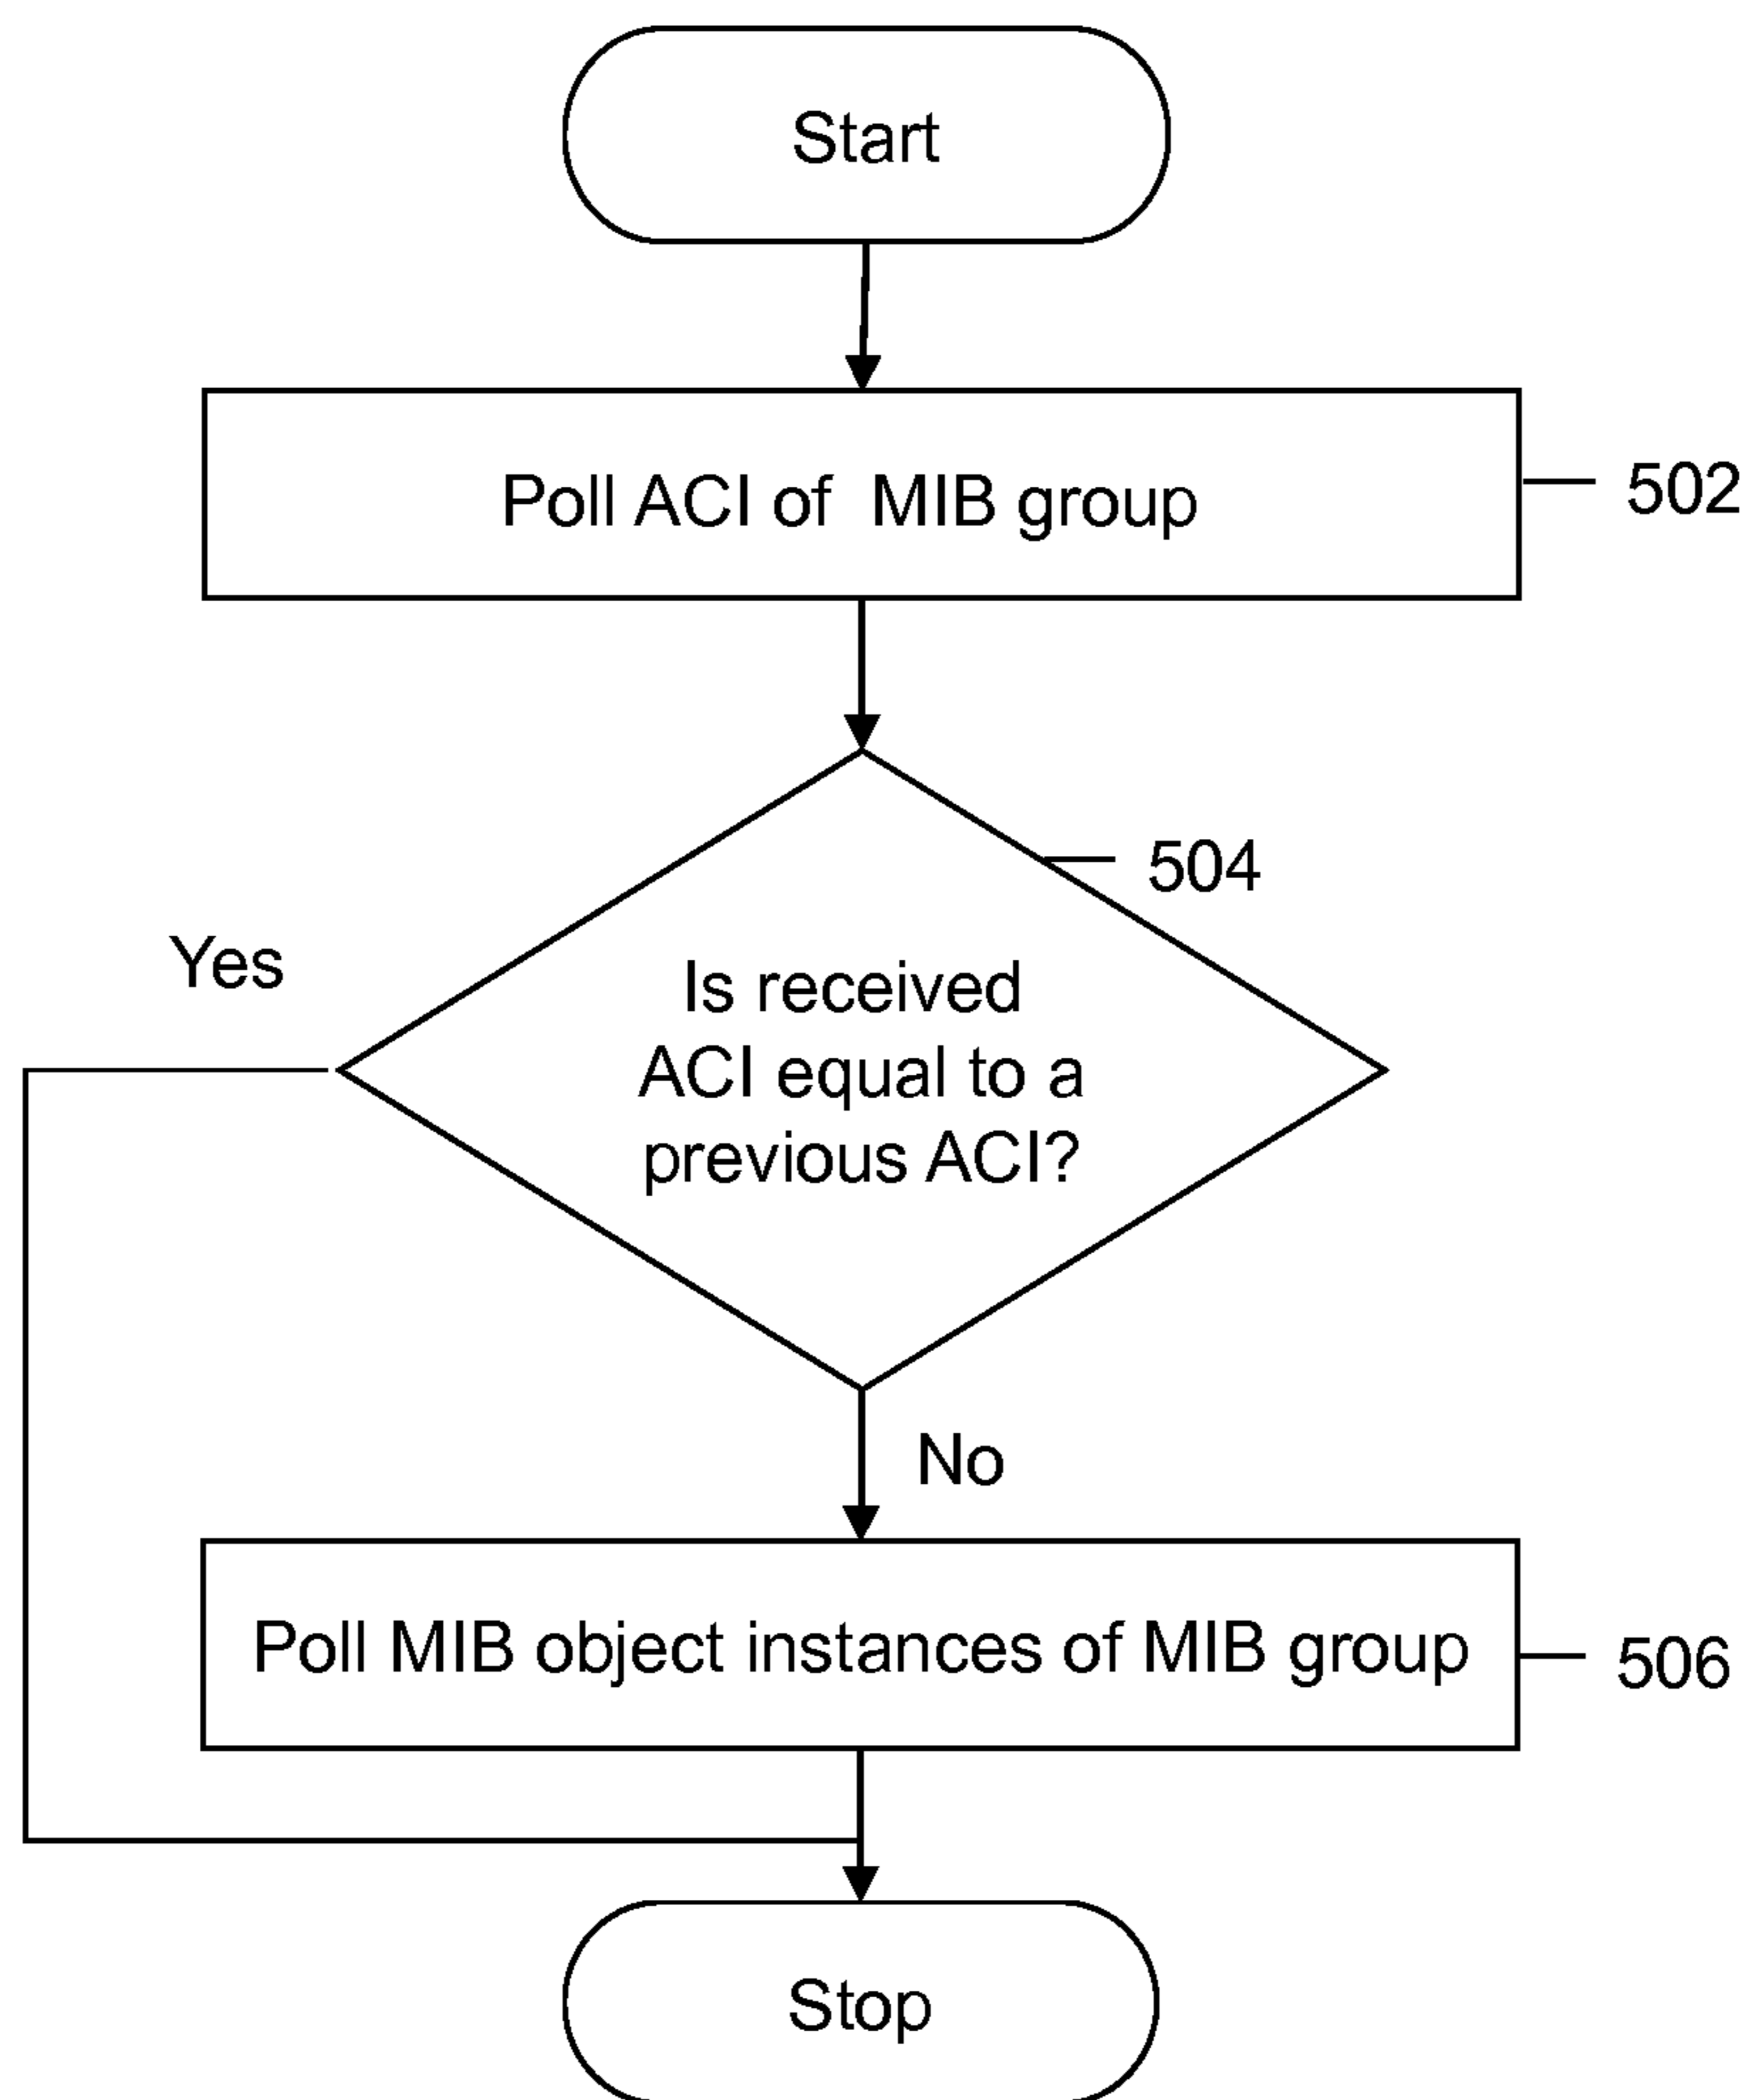 Start
Poll ACI of MIB group
502
504
Yes
Is received
ACI equal to a
previous ACI?
No
Poll MIB object instances of MIB group
506
Stop